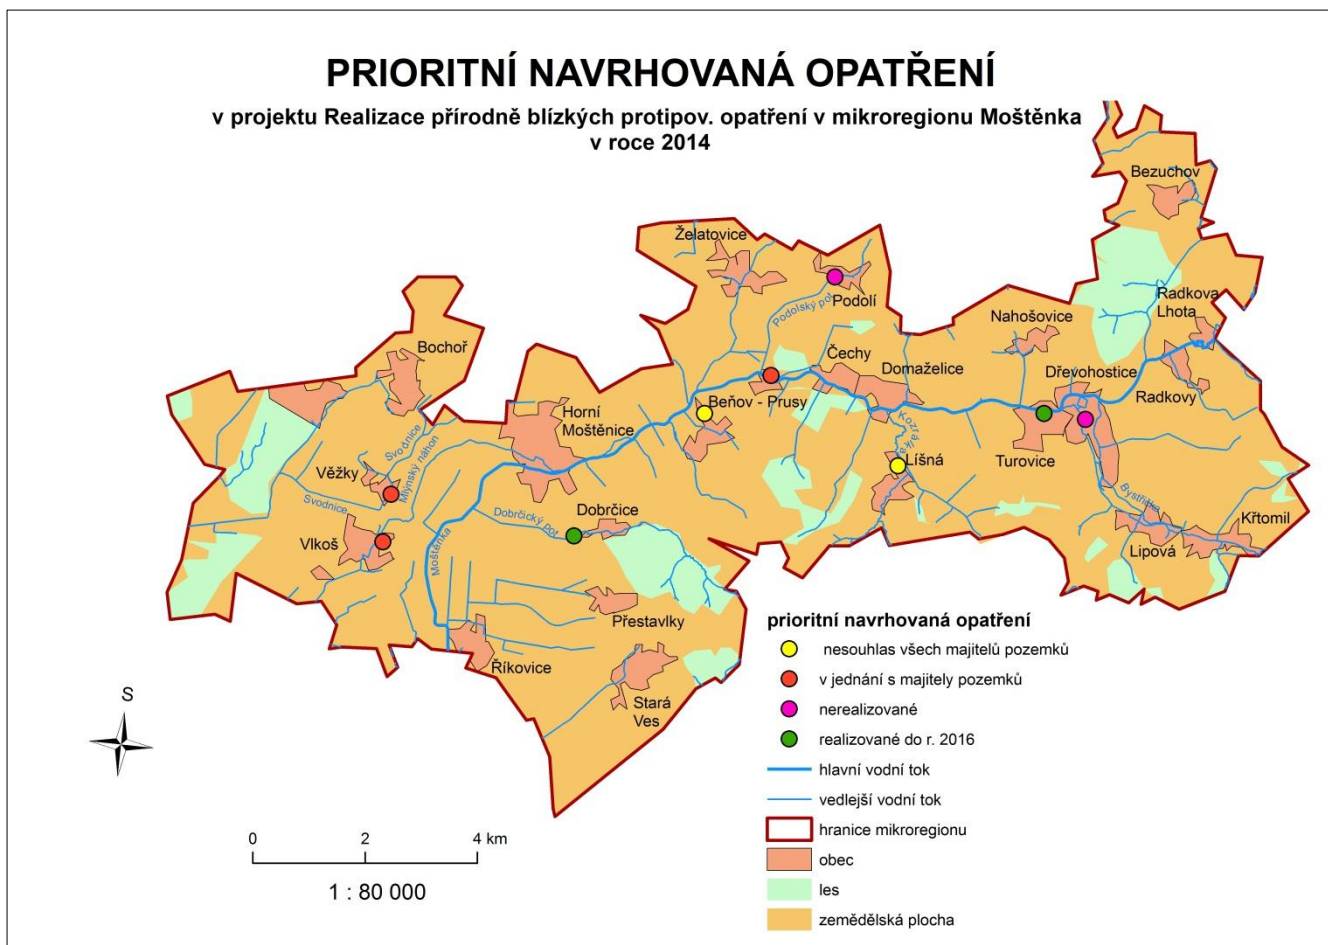 PRIORITNÍ NAVRHOVANÁ OPATŘENÍ
v projektu Realizace přírodně blízkých protipov. opatření v mikroregionu Moštěnka
v roce 2014
Bezuchov
Želatovice
Podolí
Podolský pot.
Radkova
Lhota
Nahošovice
Bochoř
Čechy
Domaželice
Dřevohostice
Radkovy
Horní
Moštěnice
Beňov - Prusy
Kozrálka
Svodnice
Mlýnský náhon
Věžky
Líšná
Turovice
Svodnice
Bystřička
Dobrčický pot.
Dobrčice
Křtomil
Vlkoš
Moštěnka
Lipová
Přestavlky
Říkovice
Stará
Ves
prioritní navrhovaná opatření
nesouhlas všech majitelů pozemků
v jednání s majitely pozemků
nerealizované
realizované do r. 2016
hlavní vodní tok
vedlejší vodní tok
hranice mikroregionu
obec
les
zemědělská plocha
S
0 2 4 km
1 : 80 000